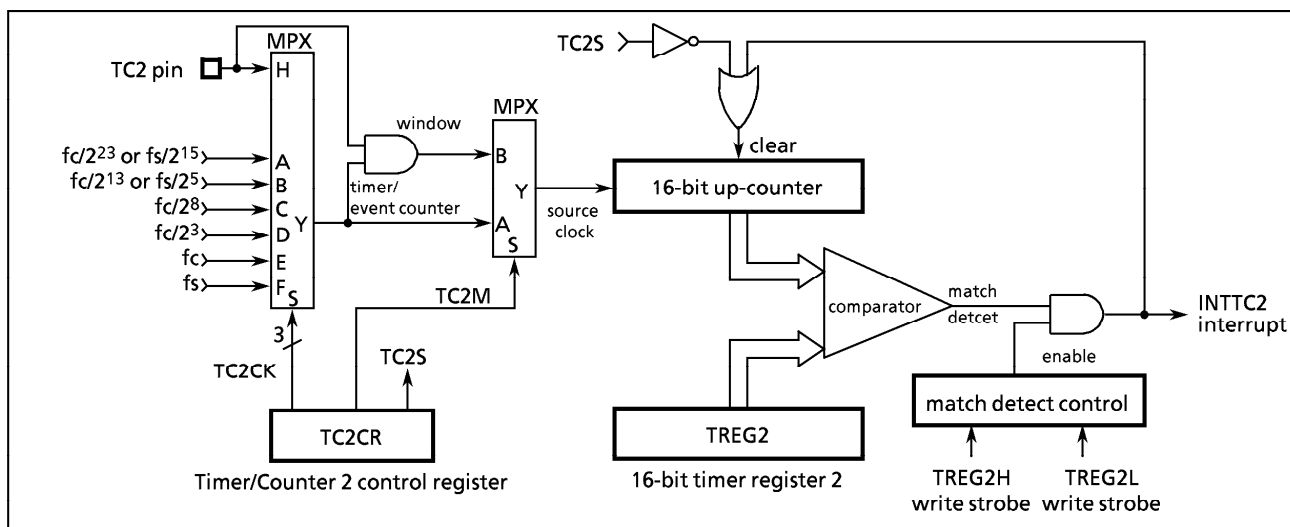 MPX
TC2 pin
H
fc/2²³ or fs/2¹⁵
A
fc/2¹³ or fs/2⁵
B
fc/2⁸
C
fc/2³
D
fc
E
fs
F
Y
S
3
TC2CK
window
timer/
event counter
MPX
B
Y
A
S
TC2M
TC2S
TC2CR
Timer/Counter 2 control register
source
clock
TC2S
clear
16-bit up-counter
comparator
match
detcet
TREG2
16-bit timer register 2
enable
INTTC2
interrupt
match detect control
TREG2H
write strobe
TREG2L
write strobe